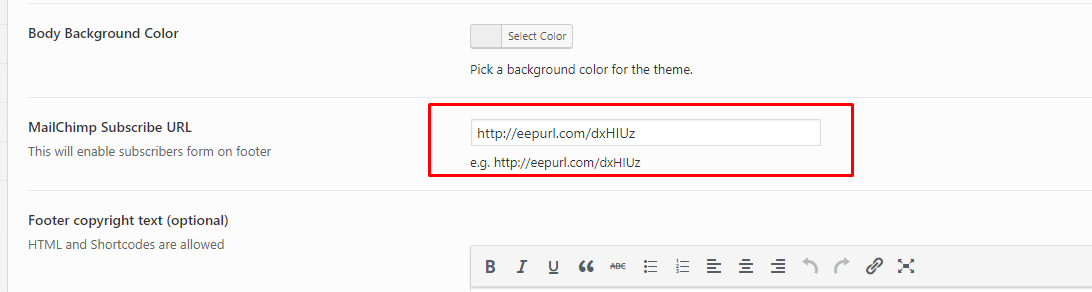 Body Background Color
Select Color
Pick a background color for the theme.
MailChimp Subscribe URL
http://eepurl.com/dxHIUz
This will enable subscribers form on footer
e.g. http://eepurl.com/dxHIUz
Footer copyright text (optional)
HTML and Shortcodes are allowed
B I U ABC